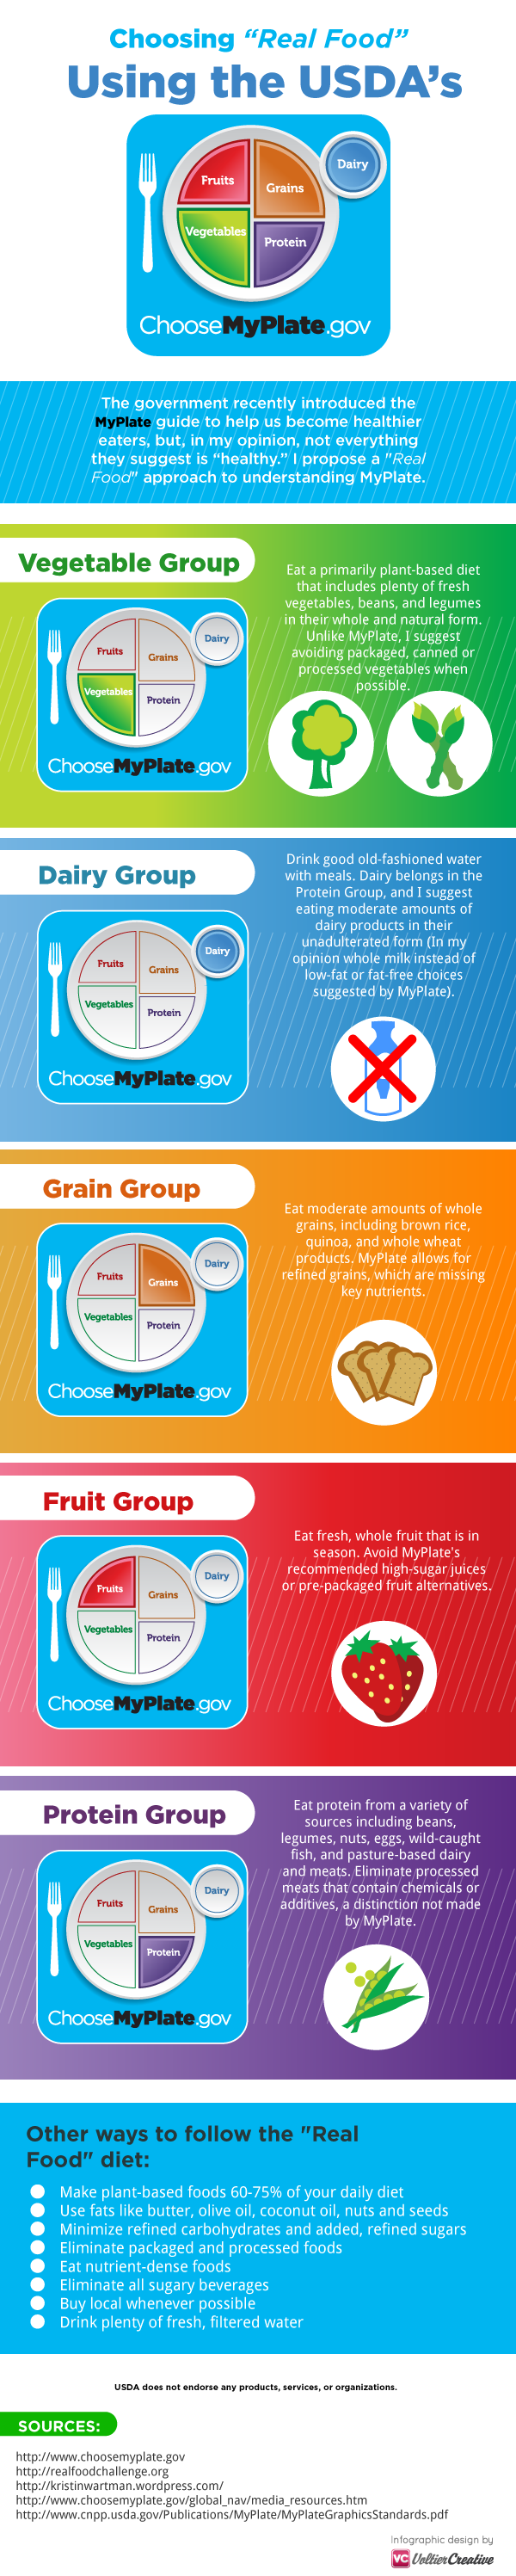 Choosing “Real Food”
Using the USDA’s
Fruits
Grains
Dairy
Vegetables
Protein
ChooseMyPlate.gov
The government recently introduced the
MyPlate guide to help us become healthier
eaters, but, in my opinion, not everything
they suggest is “healthy.” I propose a "Real
Food" approach to understanding MyPlate.
Vegetable Group
Eat a primarily plant-based diet
that includes plenty of fresh
vegetables, beans, and legumes
in their whole and natural form.
Unlike MyPlate, I suggest
avoiding packaged, canned or
processed vegetables when
possible.
Fruits
Grains
Dairy
Vegetables
Protein
ChooseMyPlate.gov
Dairy Group
Drink good old-fashioned water
with meals. Dairy belongs in the
Protein Group, and I suggest
eating moderate amounts of
dairy products in their
unadulterated form (In my
opinion whole milk instead of
low-fat or fat-free choices
suggested by MyPlate).
Fruits
Grains
Dairy
Vegetables
Protein
ChooseMyPlate.gov
Grain Group
Eat moderate amounts of whole
grains, including brown rice,
quinoa, and whole wheat
products. MyPlate allows for
refined grains, which are missing
key nutrients.
Fruits
Grains
Dairy
Vegetables
Protein
ChooseMyPlate.gov
Fruit Group
Eat fresh, whole fruit that is in
season. Avoid MyPlate's
recommended high-sugar juices
or pre-packaged fruit alternatives.
Fruits
Grains
Dairy
Vegetables
Protein
ChooseMyPlate.gov
Protein Group
Eat protein from a variety of
sources including beans,
legumes, nuts, eggs, wild-caught
fish, and pasture-based dairy
and meats. Eliminate processed
meats that contain chemicals or
additives, a distinction not made
by MyPlate.
Fruits
Grains
Dairy
Vegetables
Protein
ChooseMyPlate.gov
Other ways to follow the "Real
Food" diet:
Make plant-based foods 60-75% of your daily diet
Use fats like butter, olive oil, coconut oil, nuts and seeds
Minimize refined carbohydrates and added, refined sugars
Eliminate packaged and processed foods
Eat nutrient-dense foods
Eliminate all sugary beverages
Buy local whenever possible
Drink plenty of fresh, filtered water
USDA does not endorse any products, services, or organizations.
SOURCES:
http://www.choosemyplate.gov
http://realfoodchallenge.org
http://kristinwartman.wordpress.com/
http://www.choosemyplate.gov/global_nav/media_resources.htm
http://www.cnpp.usda.gov/Publications/MyPlate/MyPlateGraphicsStandards.pdf
Infographic design by
VC Voltier Creative